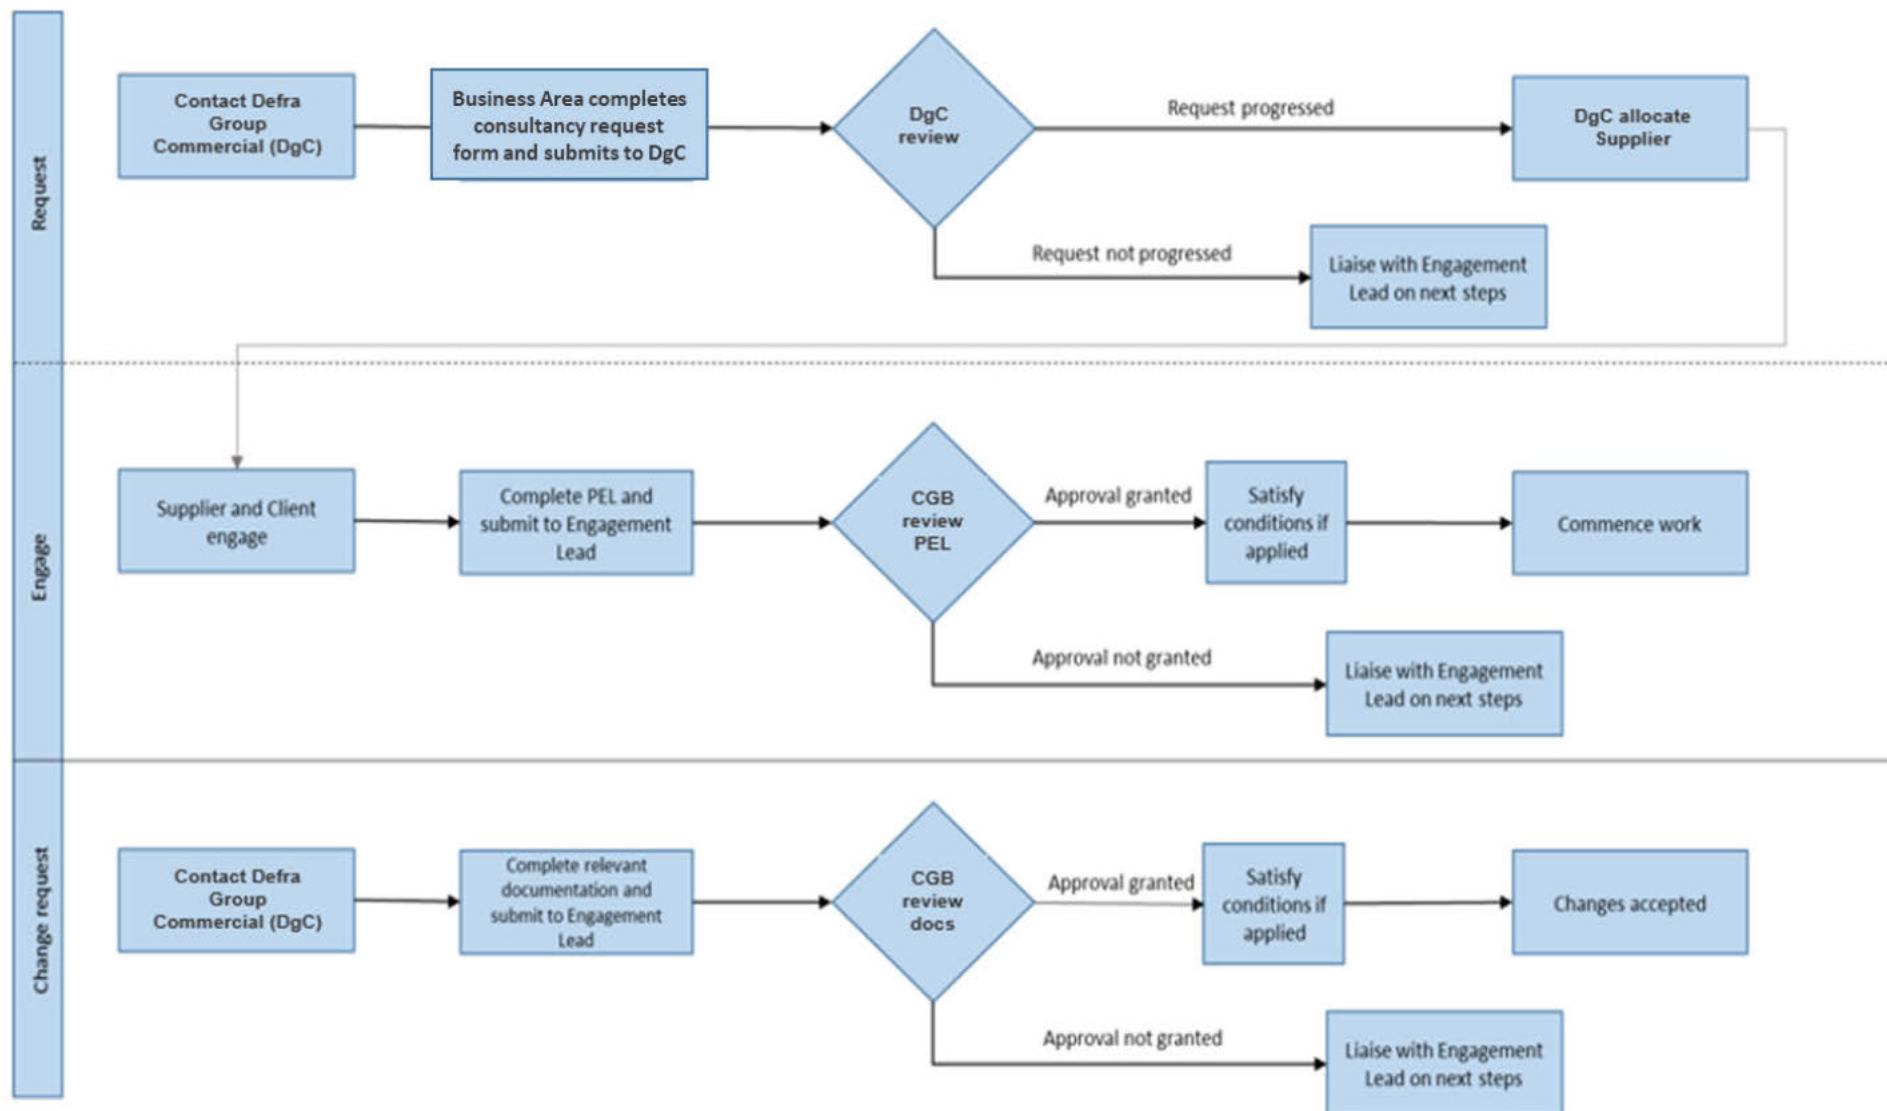 Request
Contact Defra
Group
Commercial (DgC)
Business Area completes
consultancy request
form and submits to DgC
DgC
review
Request progressed
DgC allocate
Supplier
Request not progressed
Liaise with Engagement
Lead on next steps
Engage
Supplier and Client
engage
Complete PEL and
submit to Engagement
Lead
CGB
review
PEL
Approval granted
Satisfy
conditions if
applied
Commence work
Approval not granted
Liaise with Engagement
Lead on next steps
Change request
Contact Defra
Group
Commercial (DgC)
Complete relevant
documentation and
submit to Engagement
Lead
CGB
review
docs
Approval granted
Satisfy
conditions if
applied
Changes accepted
Approval not granted
Liaise with Engagement
Lead on next steps